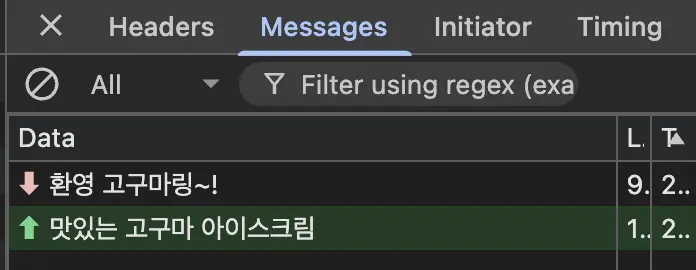 Headers Messages Initiator Timing
All Filter using regex (exa
Data L. T
환영 고구마링~! 9.. 2..
맛있는 고구마 아이스크림 1.. 2..